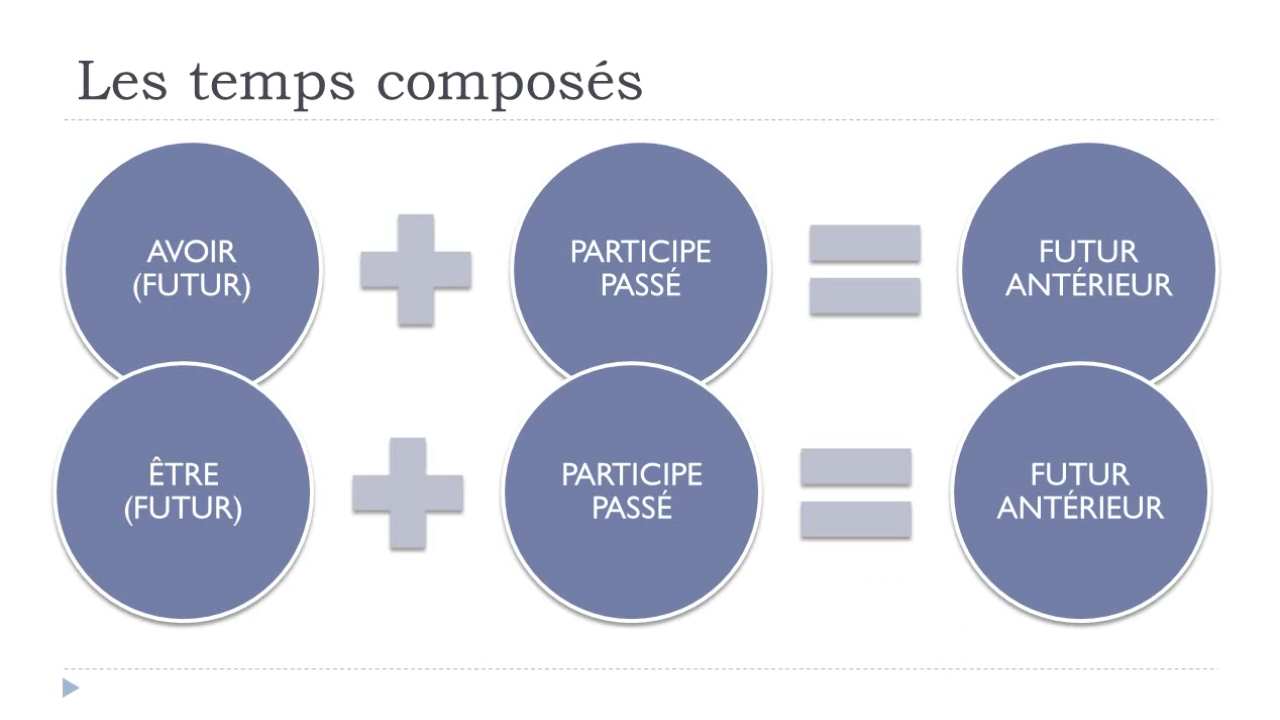 Les temps composés
AVOIR
(FUTUR)
PARTICIPE
PASSÉ
FUTUR
ANTÉRIEUR
ÊTRE
(FUTUR)
PARTICIPE
PASSÉ
FUTUR
ANTÉRIEUR